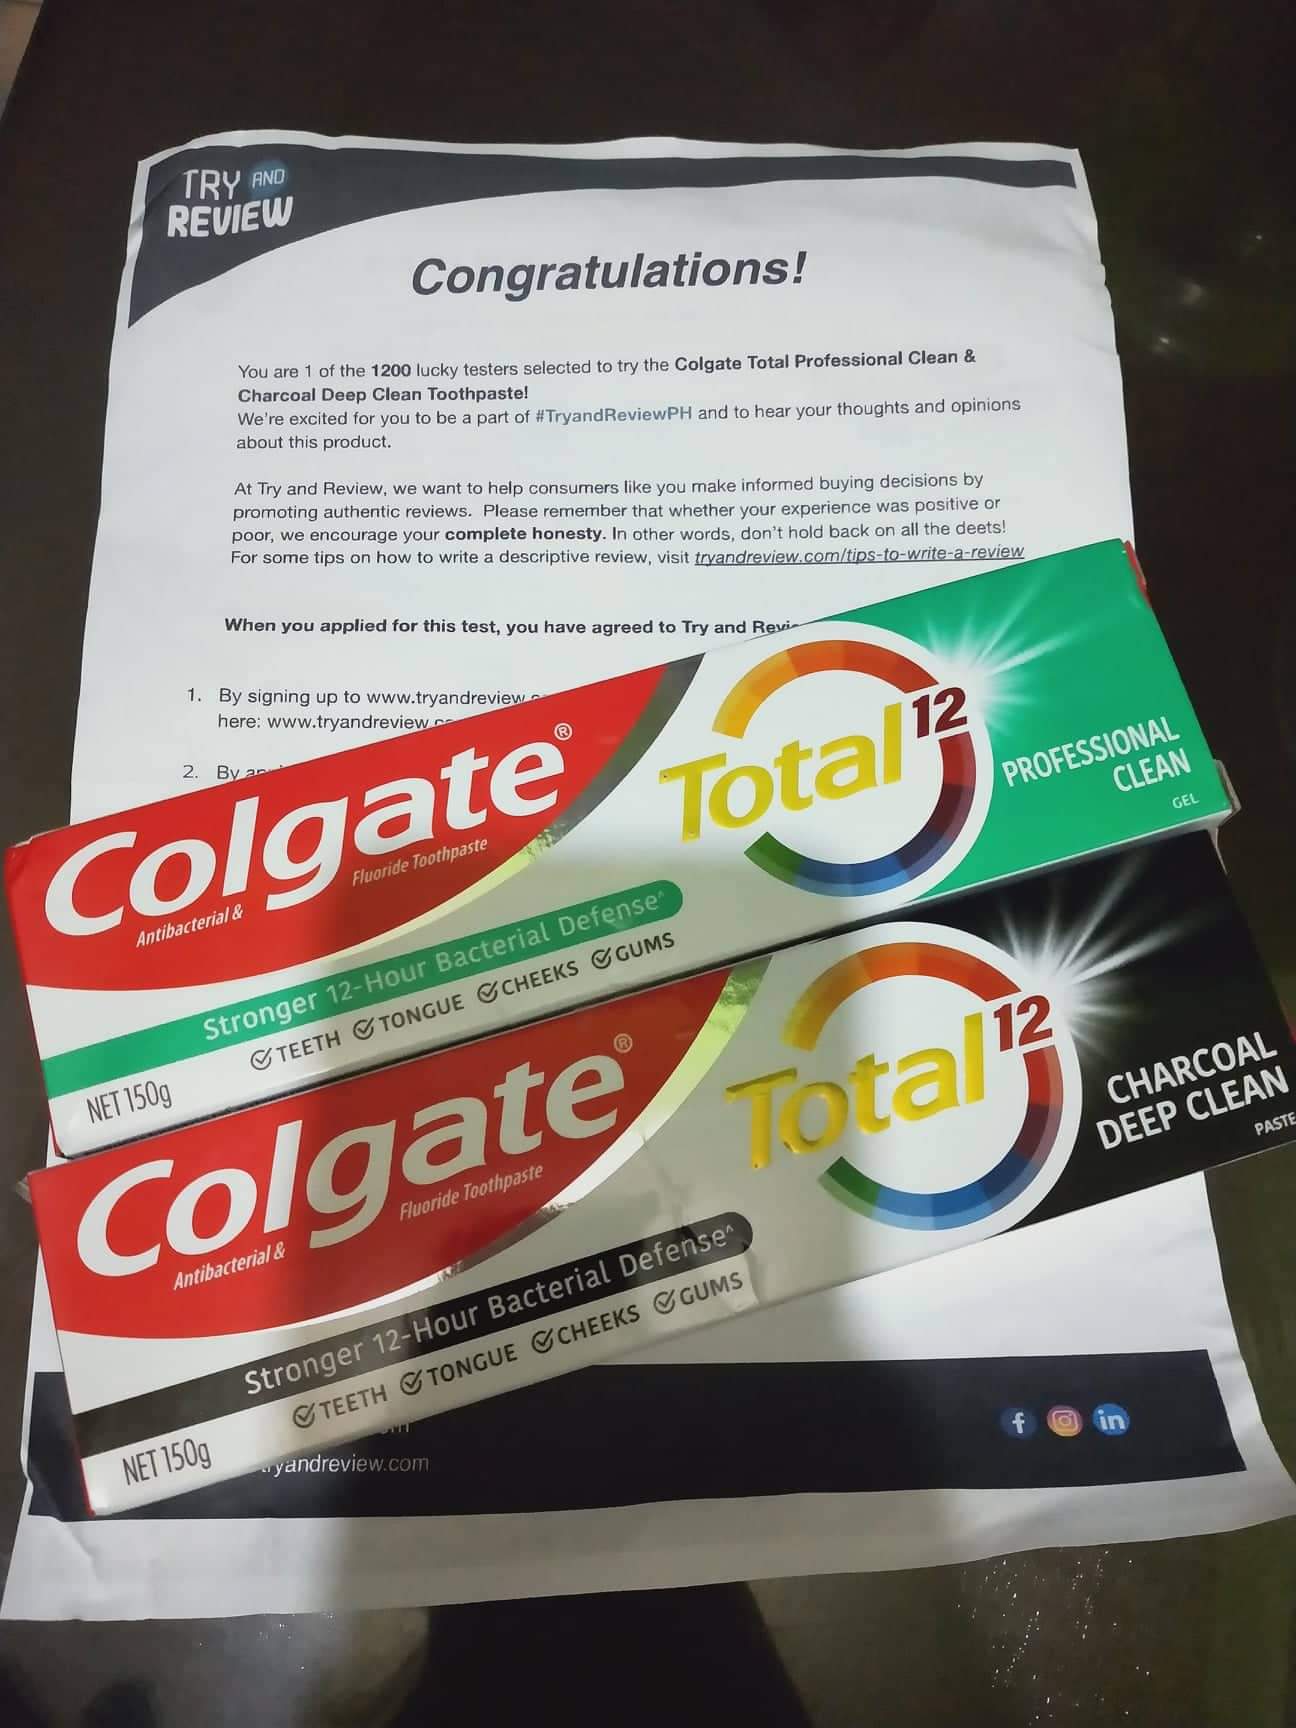 TRY AND
REVIEW
Congratulations!
You are 1 of the 1200 lucky testers selected to try the Colgate Total Professional Clean &
Charcoal Deep Clean Toothpaste!
We're excited for you to be a part of #TryandReviewPH and to hear your thoughts and opinions
about this product.
At Try and Review, we want to help consumers like you make informed buying decisions by
promoting authentic reviews. Please remember that whether your experience was positive or
poor, we encourage your complete honesty. In other words, don't hold back on all the deets!
For some tips on how to write a descriptive review, visit tryandreview.com/tips-to-write-a-review
When you applied for this test, you have agreed to Try and
1. By signing up to www.tryandreview
here: www.tryandreview
2. By
Colgate®
Antibacterial & Fluoride Toothpaste
Total 12
PROFESSIONAL
CLEAN
GEL
Stronger 12-Hour Bacterial Defense^
TEETH TONGUE CHEEKS GUMS
NET 150g
Colgate®
Antibacterial & Fluoride Toothpaste
Total 12
CHARCOAL
DEEP CLEAN
PASTE
Stronger 12-Hour Bacterial Defense^
TEETH TONGUE CHEEKS GUMS
NET 150g
f in
ryandreview.com